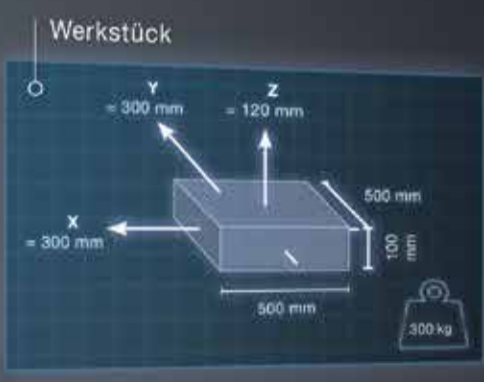 Werkstück
Y
= 300 mm
Z
= 120 mm
X
= 300 mm
500 mm
100
mm
500 mm
300 kg